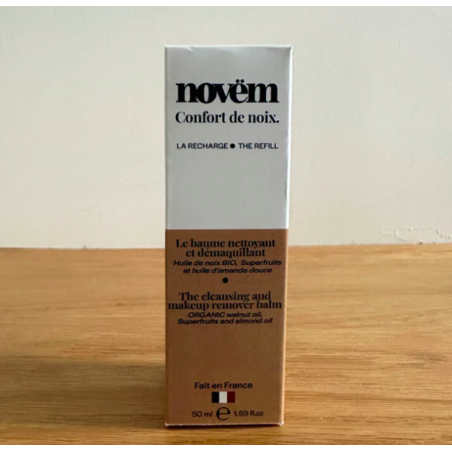 novëm
Confort de noix.
LA RECHARGE ● THE REFILL
Le baume nettoyant
et démaquillant
Huile de noix BIO, Superfruits
et huile d'amande douce
●
The cleansing and
makeup remover balm
ORGANIC walnut oil,
Superfruits and almond oil
Fait en France
50 ml ℮ 1.69 fl.oz